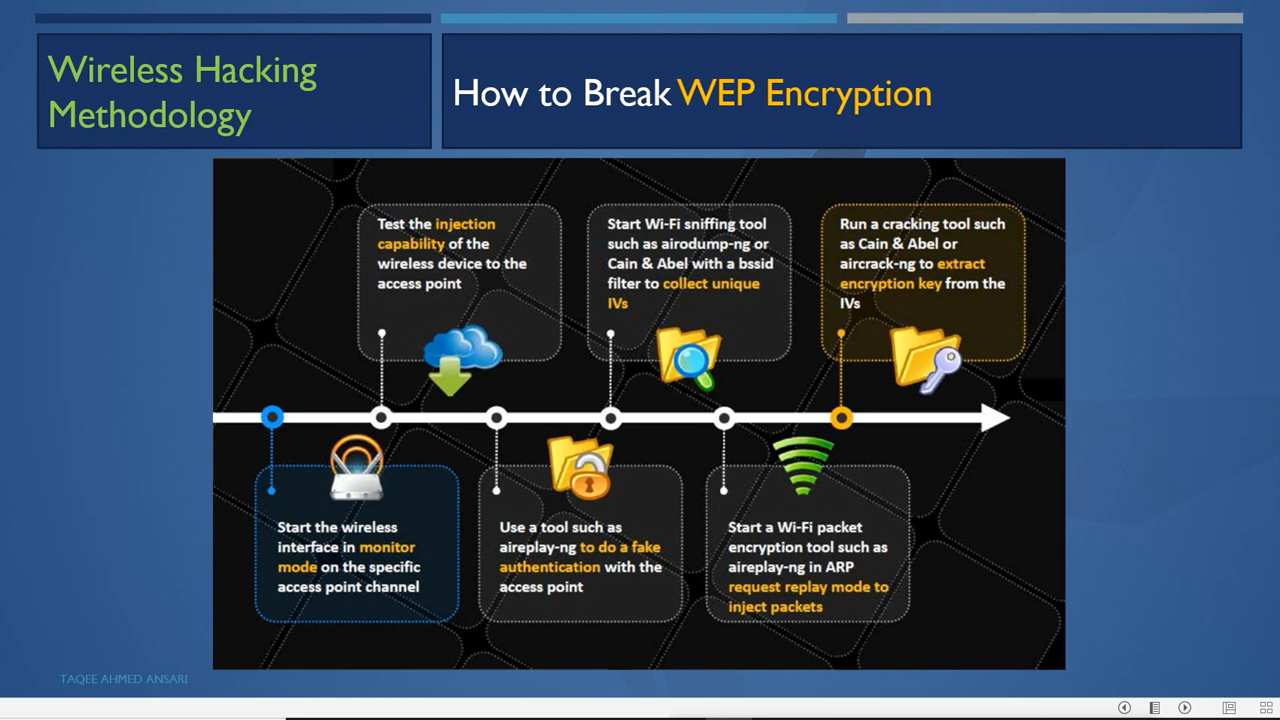 Wireless Hacking
Methodology
How to Break WEP Encryption
Test the injection
capability of the
wireless device to the
access point
Start Wi-Fi sniffing tool
such as airodump-ng or
Cain & Abel with a bssid
filter to collect unique
IVs
Run a cracking tool such
as Cain & Abel or
aircrack-ng to extract
encryption key from the
IVs
Start the wireless
interface in monitor
mode on the specific
access point channel
Use a tool such as
aireplay-ng to do a fake
authentication with the
access point
Start a Wi-Fi packet
encryption tool such as
aireplay-ng in ARP
request replay mode to
inject packets
TAQEE AHMED ANSARI